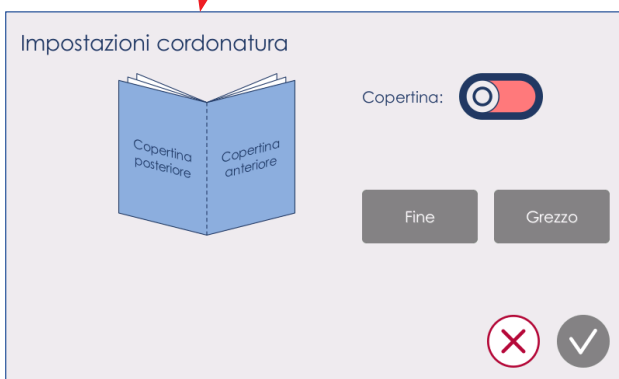 Impostazioni cordonatura
Copertina:
Copertina
posteriore
Copertina
anteriore
Fine
Grezzo